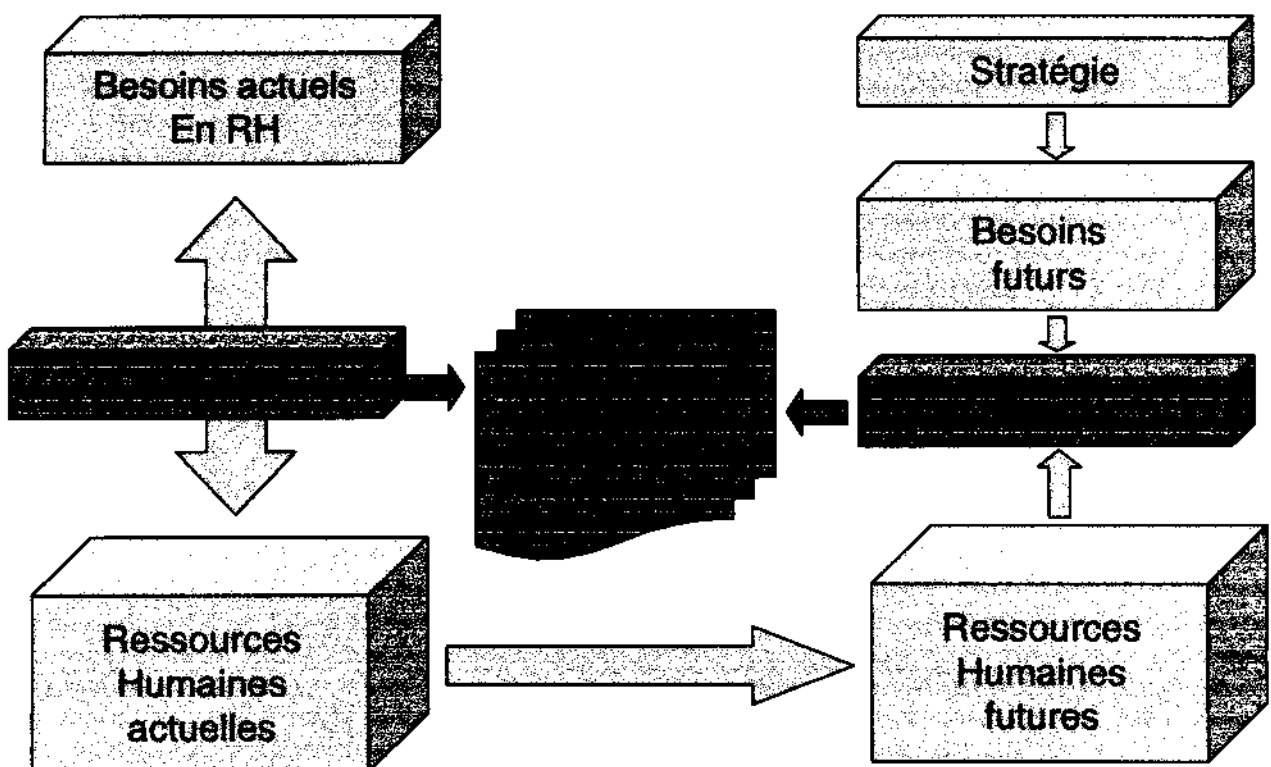 Besoins actuels
En RH
Stratégie
Besoins
futurs
Ressources
Humaines
actuelles
Ressources
Humaines
futures